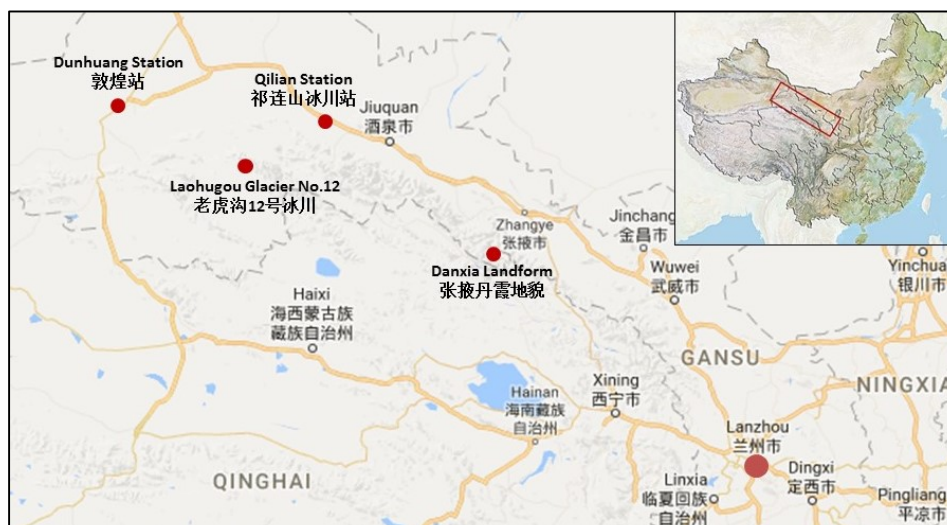 Dunhuang Station
敦煌站
Qilian Station
祁连山冰川站
Jiuquan
酒泉市
Laohugou Glacier No.12
老虎沟12号冰川
Zhangye
张掖市
Jinchang
金昌市
Danxia Landform
张掖丹霞地貌
Wuwei
武威市
Yinchuan
银川市
Haixi
海西蒙古族
藏族自治州
GANSU
NINGXIA
Hainan
海南藏族
自治州
Xining
西宁市
Lanzhou
兰州市
QINGHAI
Linxia
临夏回族
自治州
Dingxi
定西市
Pingliang
平凉市